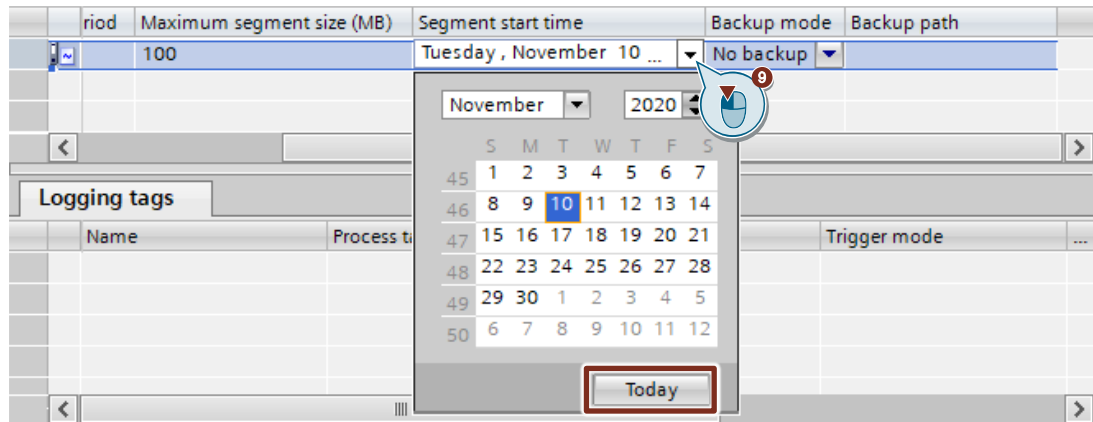 riod Maximum segment size (MB) Segment start time Backup mode Backup path
100 Tuesday , November 10 ... No backup
9
November 2020
S M T W T F S
45 1 2 3 4 5 6 7
Logging tags
46 8 9 10 11 12 13 14
Name Process ta Trigger mode ...
47 15 16 17 18 19 20 21
48 22 23 24 25 26 27 28
49 29 30 1 2 3 4 5
50 6 7 8 9 10 11 12
Today